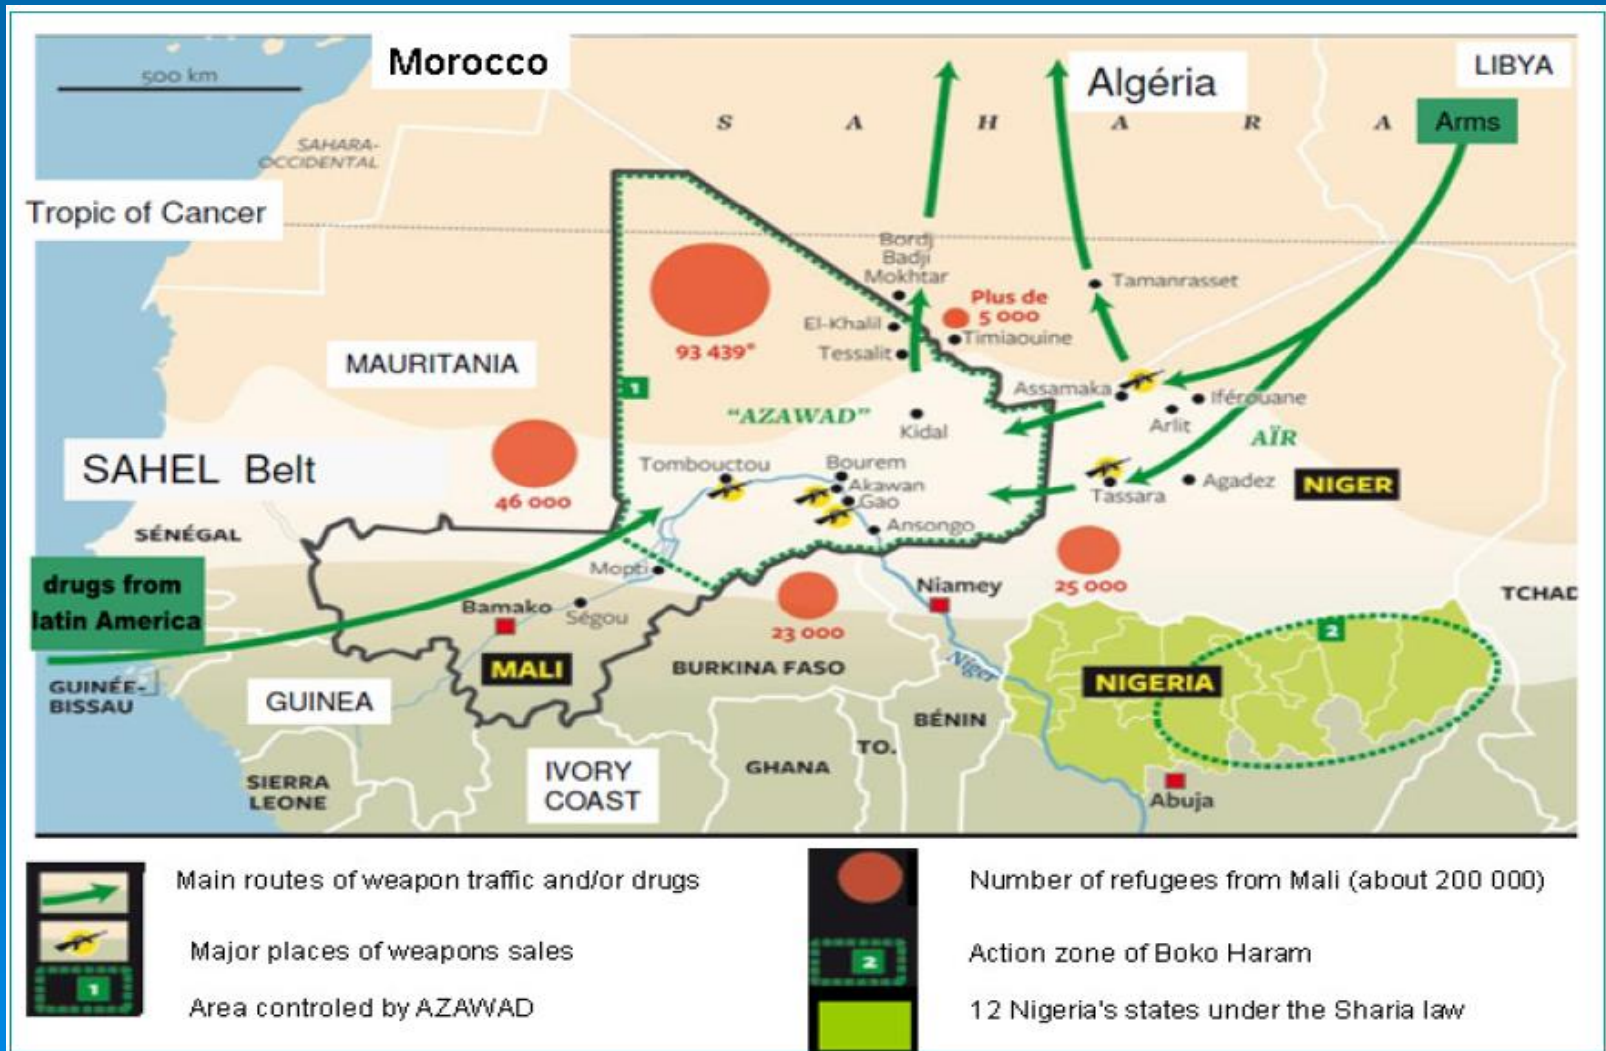 Morocco
LIBYA
500 km
Algéria
S A H A R A
Arms
SAHARA-
OCCIDENTAL
Tropic of Cancer
Bordj
Badji
Mokhtar
Tamanrasset
Plus de
5 000
El-Khalil
Timiaouine
Tessalit
93 439*
MAURITANIA
1
Assamaka
Iférouane
"AZAWAD"
Arlit
Kidal
AÏR
SAHEL Belt
Tombouctou
Bourem
Akawan
Gao
Agadez
NIGER
Tassara
46 000
Ansongo
SÉNÉGAL
drugs from
latin America
Mopti
Niamey
25 000
TCHAD
Bamako
Ségou
23 000
2
MALI
BURKINA FASO
Niger
NIGERIA
GUINÉE-
BISSAU
GUINEA
BÉNIN
TO.
GHANA
IVORY
COAST
SIERRA
LEONE
Abuja
Main routes of weapon traffic and/or drugs
Major places of weapons sales
1
Area controled by AZAWAD
Number of refugees from Mali (about 200 000)
2
Action zone of Boko Haram
12 Nigeria's states under the Sharia law